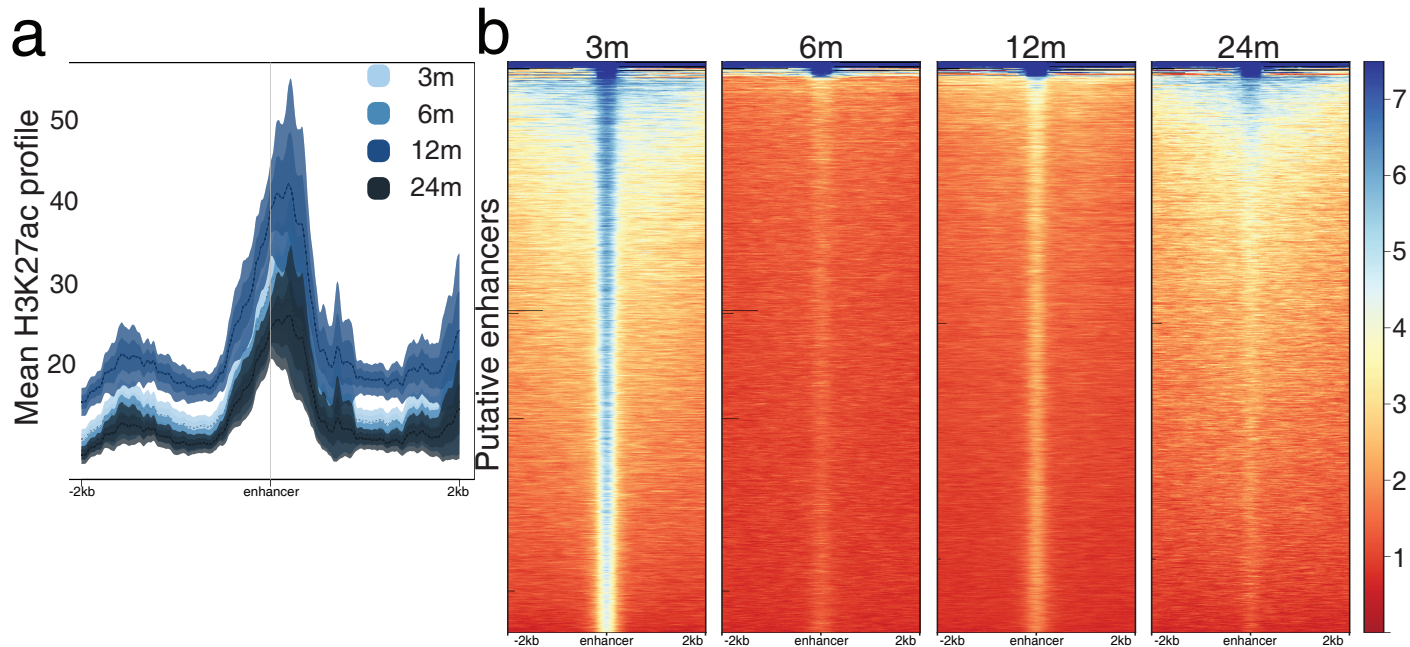 a
Mean H3K27ac profile
50
40
30
20
3m
6m
12m
24m
-2kb enhancer 2kb
b
Putative enhancers
3m 6m 12m 24m
-2kb enhancer 2kb -2kb enhancer 2kb -2kb enhancer 2kb -2kb enhancer 2kb
7
6
5
4
3
2
1